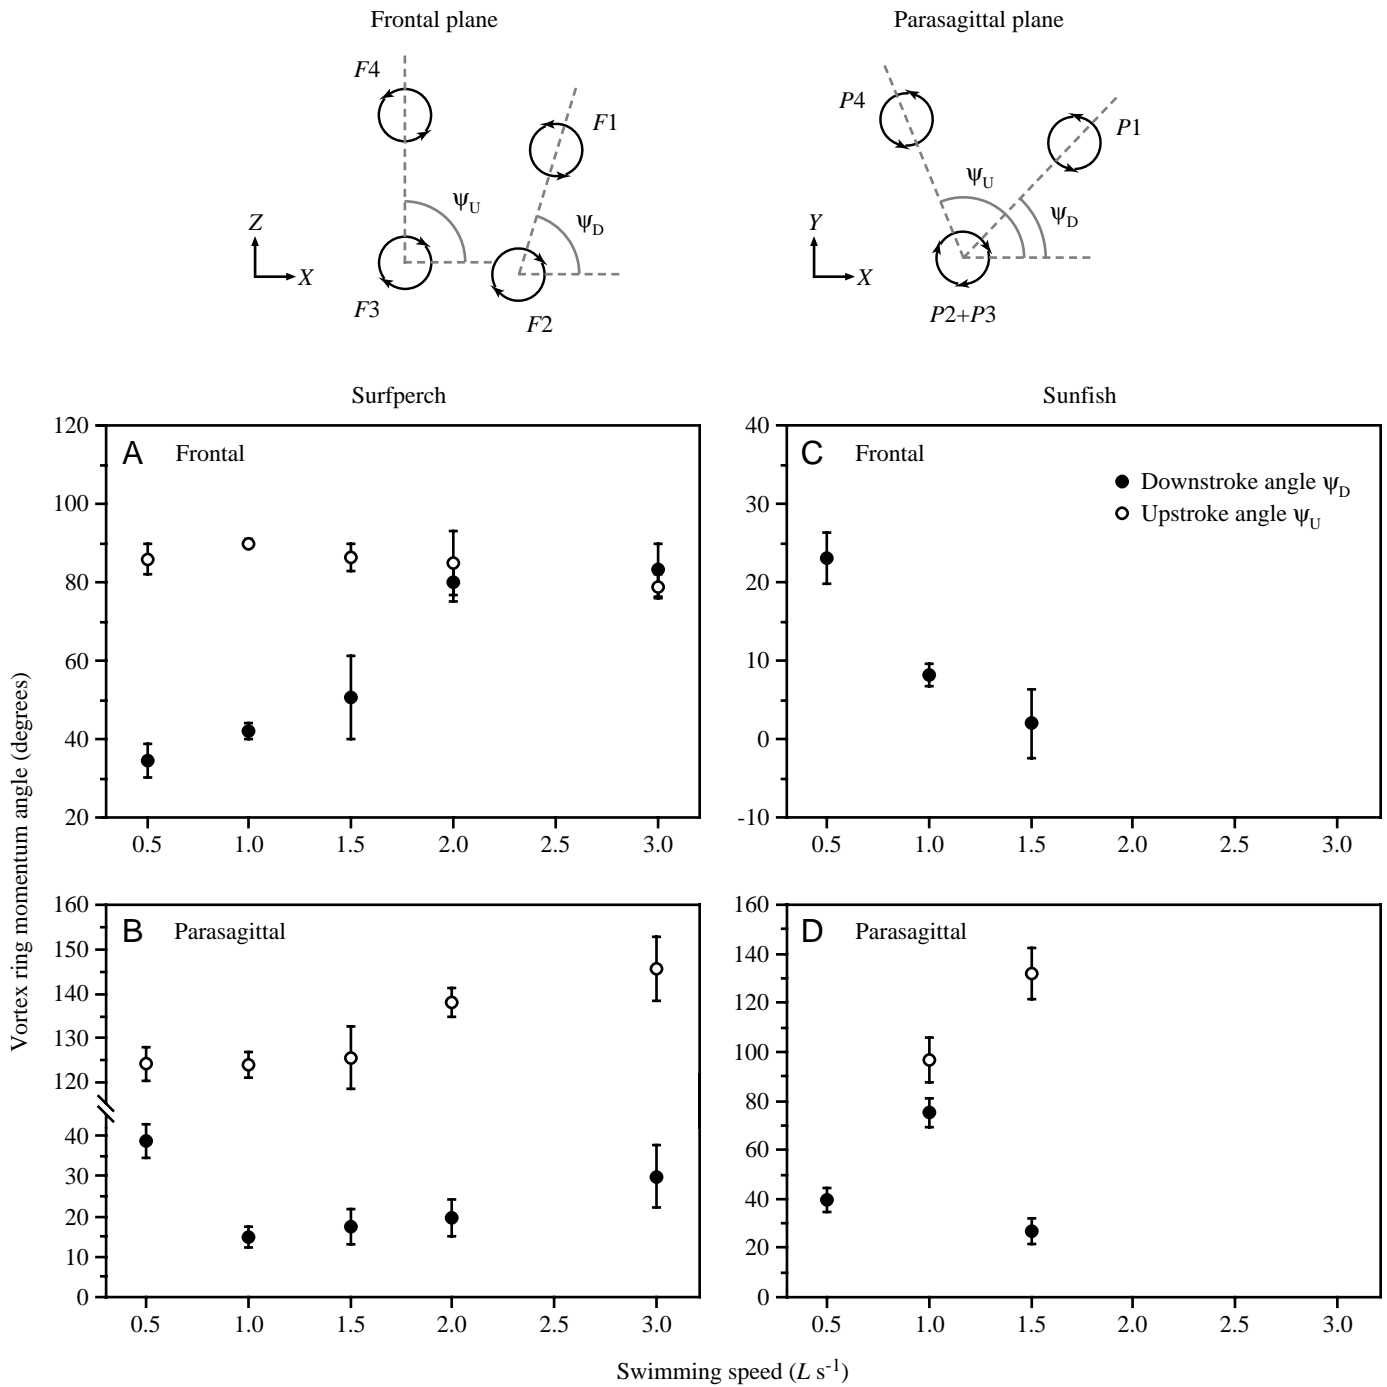 Frontal plane
Parasagittal plane
F4
F1
ψU
ψD
Z
X
F3
F2
P4
P1
ψU
ψD
Y
X
P2+P3
Surfperch
Sunfish
Vortex ring momentum angle (degrees)
A Frontal
120
100
80
60
40
20
0.5 1.0 1.5 2.0 2.5 3.0
C Frontal
Downstroke angle ψD
Upstroke angle ψU
40
30
20
10
0
-10
0.5 1.0 1.5 2.0 2.5 3.0
B Parasagittal
160
150
140
130
120
40
30
20
10
0
0.5 1.0 1.5 2.0 2.5 3.0
D Parasagittal
160
140
120
100
80
60
40
20
0
0.5 1.0 1.5 2.0 2.5 3.0
Swimming speed (L s-1)